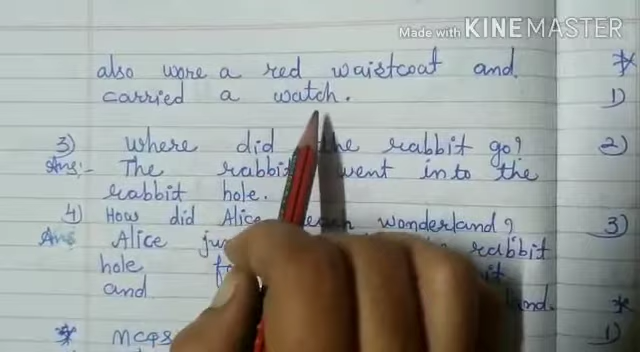 Made with KINEMASTER
also wore a red waistcoat and
carried a watch.
3) where did the rabbit go?
Ans:- The rabbit went into the
rabbit hole.
4) How did Alice reach wonderland?
Ans Alice rabbit
hole
and
* MCQS
*
1)
2)
3)
*
1)